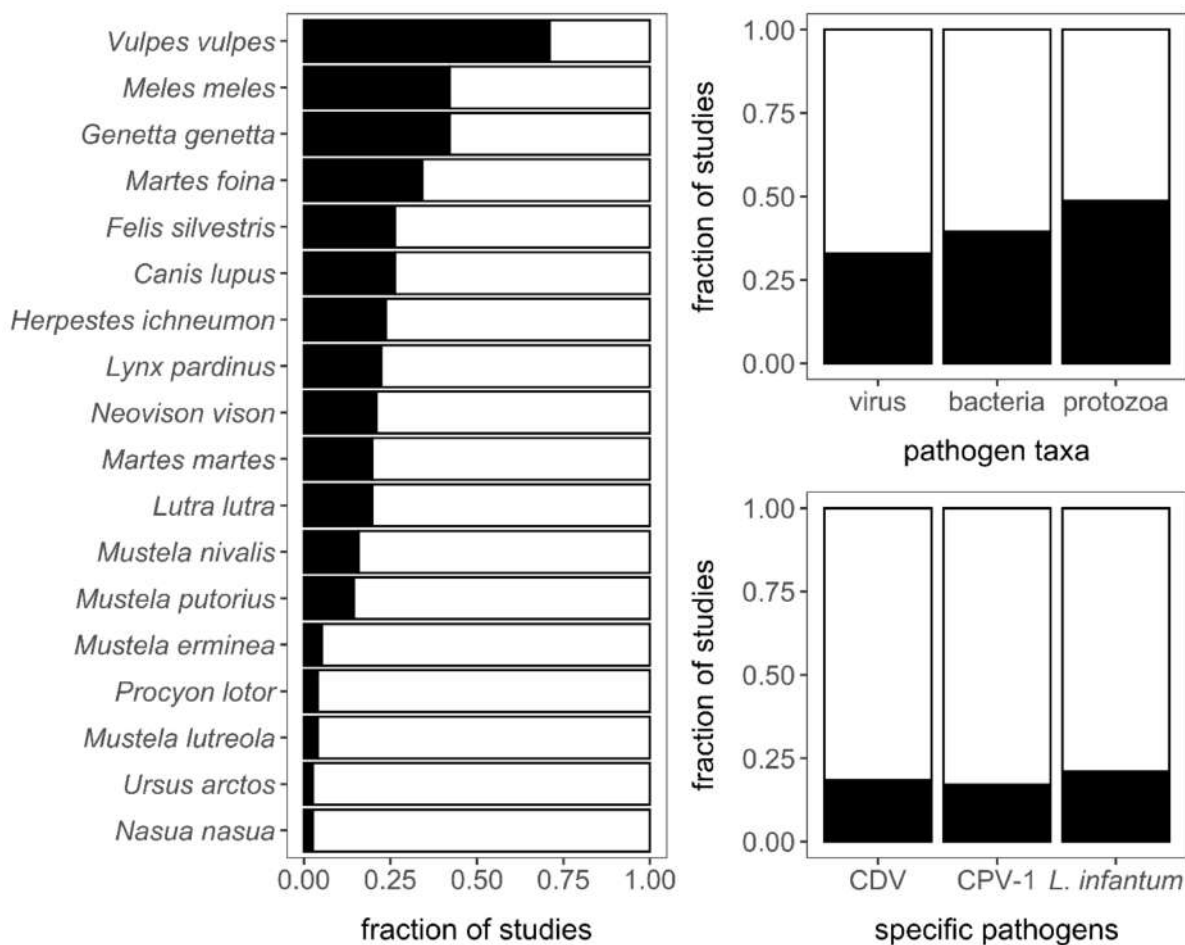 Vulpes vulpes
Meles meles
Genetta genetta
Martes foina
Felis silvestris
Canis lupus
Herpestes ichneumon
Lynx pardinus
Neovison vison
Martes martes
Lutra lutra
Mustela nivalis
Mustela putorius
Mustela erminea
Procyon lotor
Mustela lutreola
Ursus arctos
Nasua nasua
0.00 0.25 0.50 0.75 1.00
fraction of studies
1.00
0.75
0.50
0.25
0.00
fraction of studies
virus bacteria protozoa
pathogen taxa
1.00
0.75
0.50
0.25
0.00
fraction of studies
CDV CPV-1 L. infantum
specific pathogens